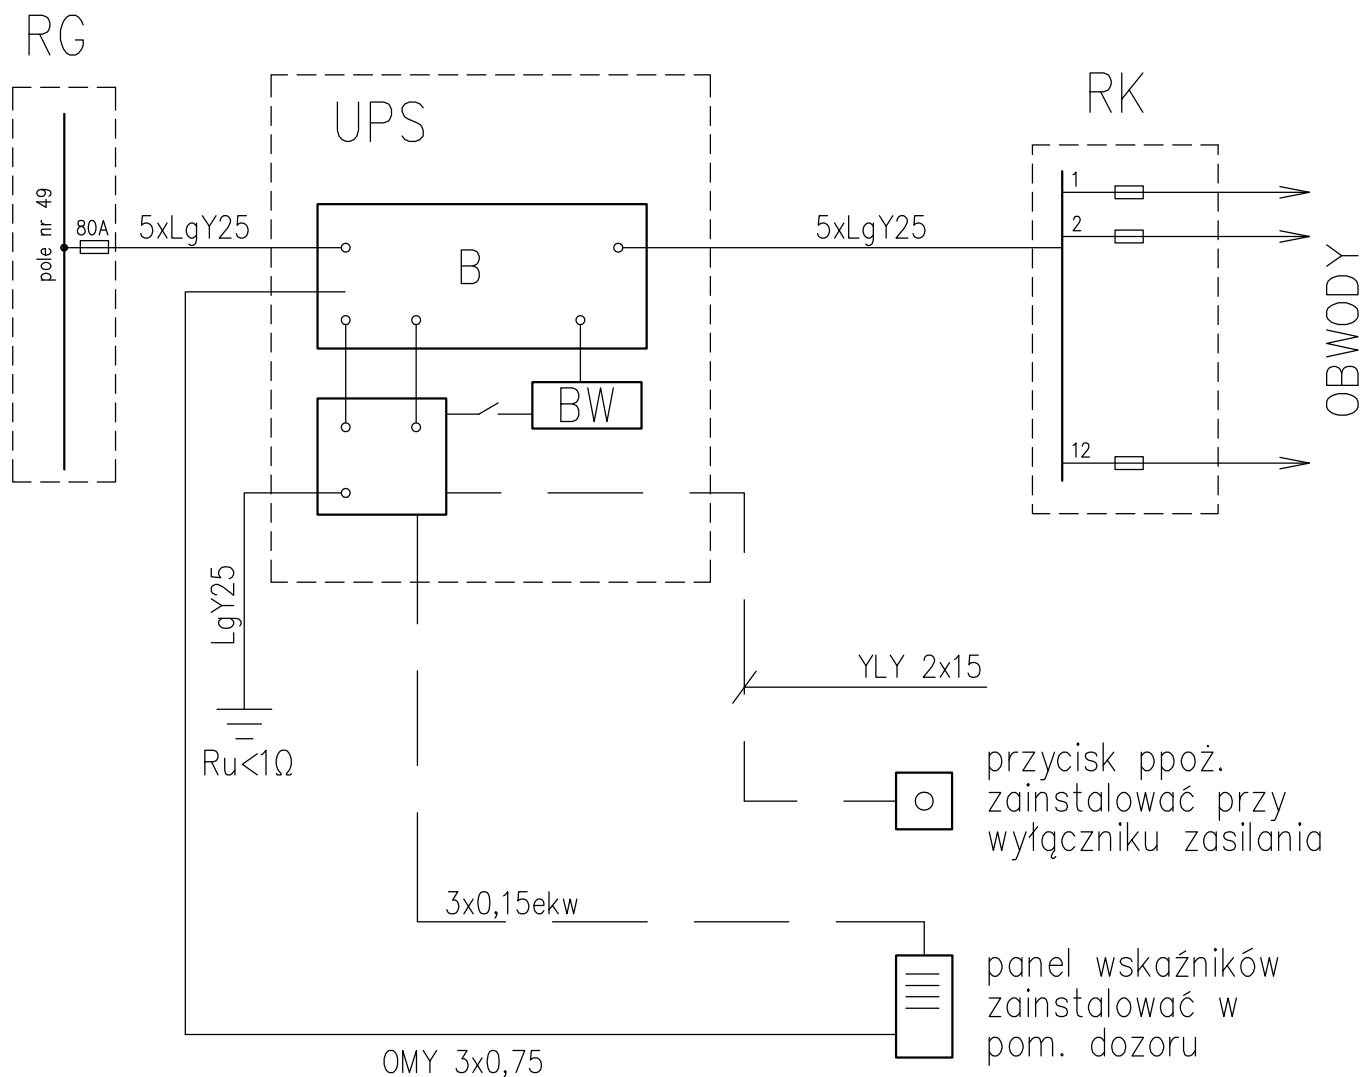 RG
UPS
RK
pole nr 49
80A
5xLgY25
B
5xLgY25
1
2
12
OBWODY
BW
LgY25
Ru<1Ω
YLY 2x15
przycisk ppoż.
zainstalować przy
wyłączniku zasilania
3x0,15ekw
panel wskaźników
zainstalować w
pom. dozoru
OMY 3x0,75